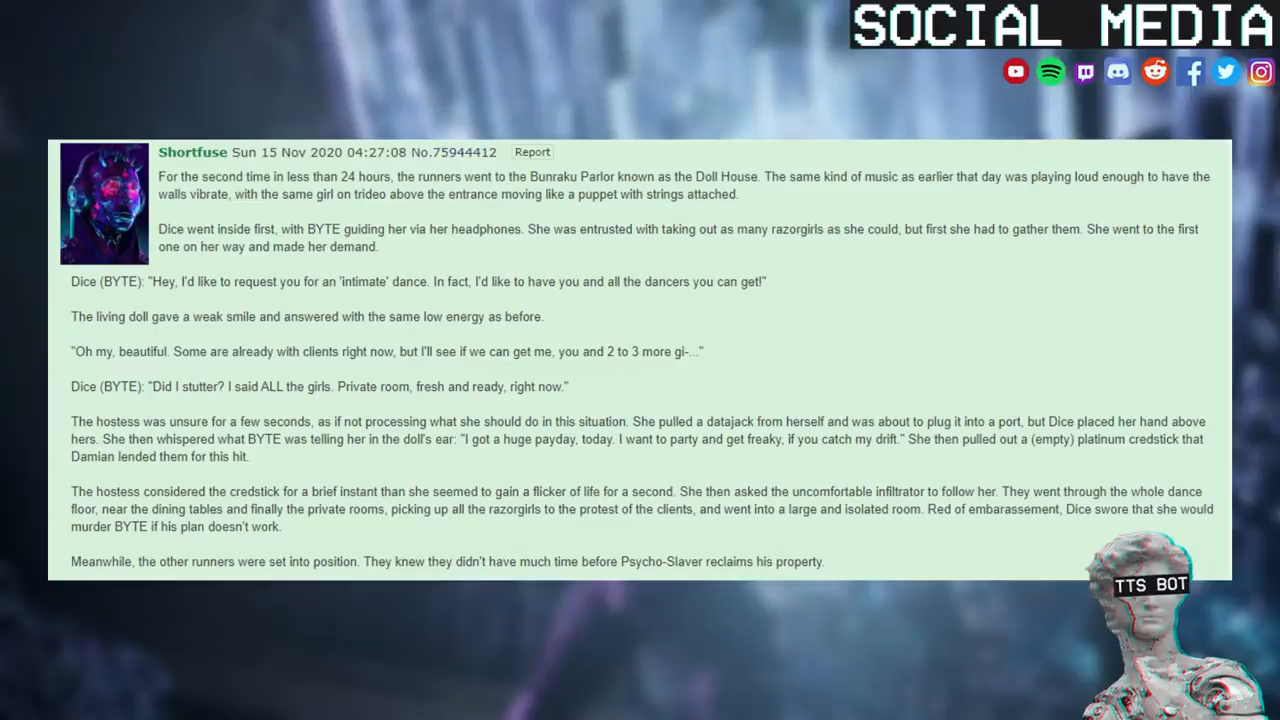 SOCIAL MEDIA
Shortfuse Sun 15 Nov 2020 04:27:08 No.75944412 Report
For the second time in less than 24 hours, the runners went to the Bunraku Parlor known as the Doll House. The same kind of music as earlier that day was playing loud enough to have the
walls vibrate, with the same girl on trideo above the entrance moving like a puppet with strings attached.
Dice went inside first, with BYTE guiding her via her headphones. She was entrusted with taking out as many razorgirls as she could, but first she had to gather them. She went to the first
one on her way and made her demand.
Dice (BYTE): "Hey, I'd like to request you for an 'intimate' dance. In fact, I'd like to have you and all the dancers you can get!"
The living doll gave a weak smile and answered with the same low energy as before.
"Oh my, beautiful. Some are already with clients right now, but I'll see if we can get me, you and 2 to 3 more gi-..."
Dice (BYTE): "Did I stutter? I said ALL the girls. Private room, fresh and ready, right now."
The hostess was unsure for a few seconds, as if not processing what she should do in this situation. She pulled a datajack from herself and was about to plug it into a port, but Dice placed her hand above
hers. She then whispered what BYTE was telling her in the doll's ear: "I got a huge payday, today. I want to party and get freaky, if you catch my drift." She then pulled out a (empty) platinum credstick that
Damian lended them for this hit.
The hostess considered the credstick for a brief instant than she seemed to gain a flicker of life for a second. She then asked the uncomfortable infiltrator to follow her. They went through the whole dance
floor, near the dining tables and finally the private rooms, picking up all the razorgirls to the protest of the clients, and went into a large and isolated room. Red of embarassement, Dice swore that she would
murder BYTE if his plan doesn't work.
Meanwhile, the other runners were set into position. They knew they didn't have much time before Psycho-Slaver reclaims his property.
TTS BOT